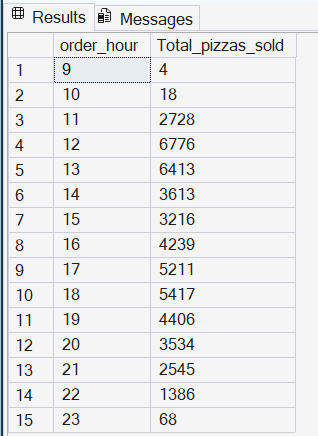 Results Messages
order_hour Total_pizzas_sold
1 9 4
2 10 18
3 11 2728
4 12 6776
5 13 6413
6 14 3613
7 15 3216
8 16 4239
9 17 5211
10 18 5417
11 19 4406
12 20 3534
13 21 2545
14 22 1386
15 23 68